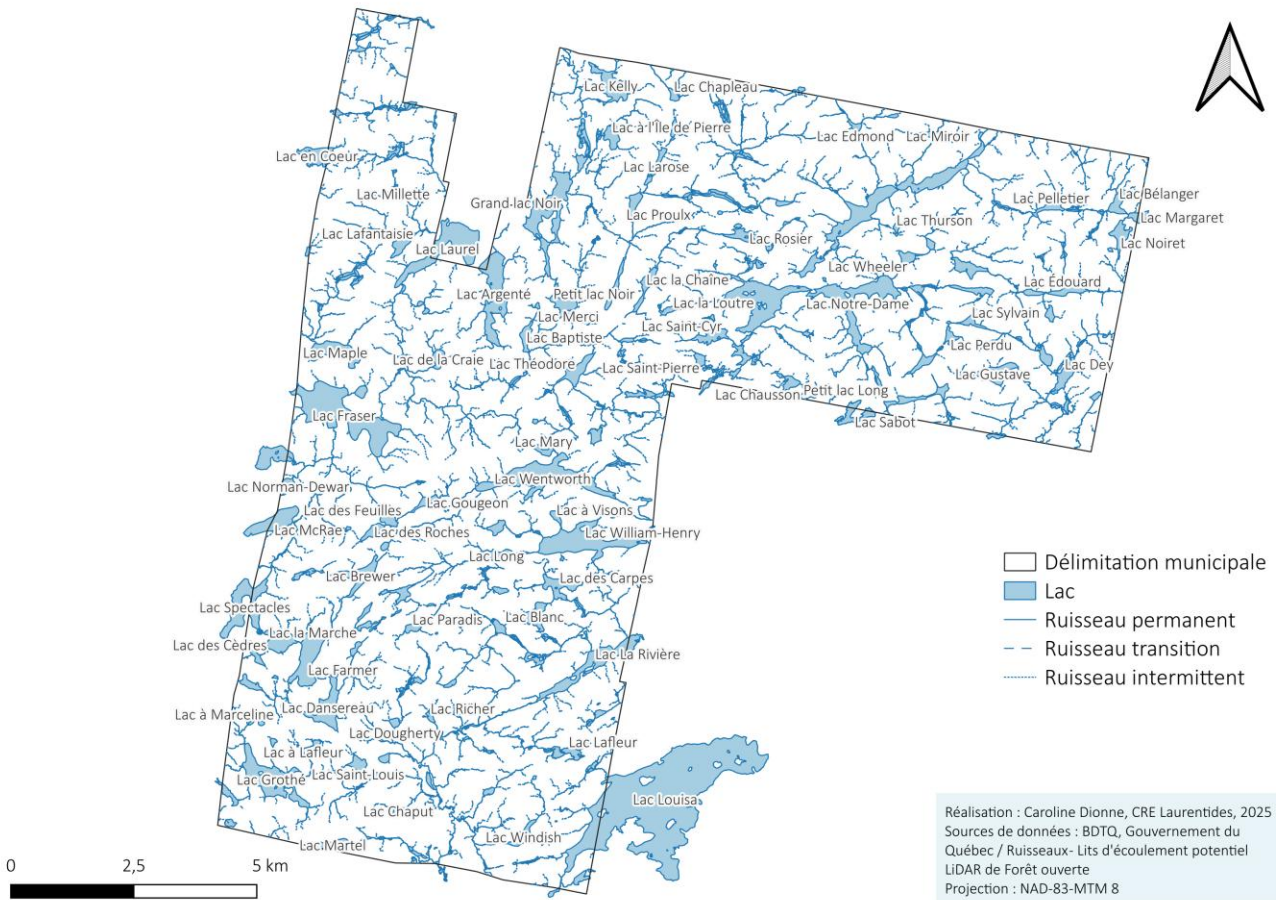 Lac Kelly
Lac Chapleau
Lac à l'Île de Pierre
Lac Edmond
Lac Miroir
Lac en Coeur
Lac Larose
Lac Millette
Grand lac Noir
Lac Pelletier
Lac Bélanger
Lac Proulx
Lac Margaret
Lac Thurson
Lac Lafantaisie
Lac Rosier
Lac Noiret
Lac Laurel
Lac Wheeler
Lac la Chaîne
Lac Édouard
Lac Argenté
Petit lac Noir
Lac la Loutre
Lac Notre-Dame
Lac Merci
Lac Sylvain
Lac Saint-Cyr
Lac Baptiste
Lac Perdu
Lac Maple
Lac de la Craie
Lac Théodore
Lac Saint-Pierre
Lac Dey
Lac Gustave
Lac Chausson
Petit lac Long
Lac Fraser
Lac Sabot
Lac Mary
Lac Wentworth
Lac Norman-Dewar
Lac Gougeon
Lac des Feuilles
Lac à Visons
Lac McRae
Lac des Roches
Lac William-Henry
Lac Long
Lac Brewer
Lac des Carpes
Lac Spectacles
Lac Paradis
Lac Blanc
Lac la Marche
Lac des Cèdres
Lac La Rivière
Lac Farmer
Lac à Marceline
Lac Dansereau
Lac Richer
Lac Dougherty
Lac Lafleur
Lac à Lafleur
Lac Grothé
Lac Saint-Louis
Lac Louisa
Lac Chaput
Lac Martel
Lac Windish
Délimitation municipale
Lac
Ruisseau permanent
Ruisseau transition
Ruisseau intermittent
0 2,5 5 km
Réalisation : Caroline Dionne, CRE Laurentides, 2025
Sources de données : BDTQ, Gouvernement du
Québec / Ruisseaux- Lits d'écoulement potentiel
LiDAR de Forêt ouverte
Projection : NAD-83-MTM 8